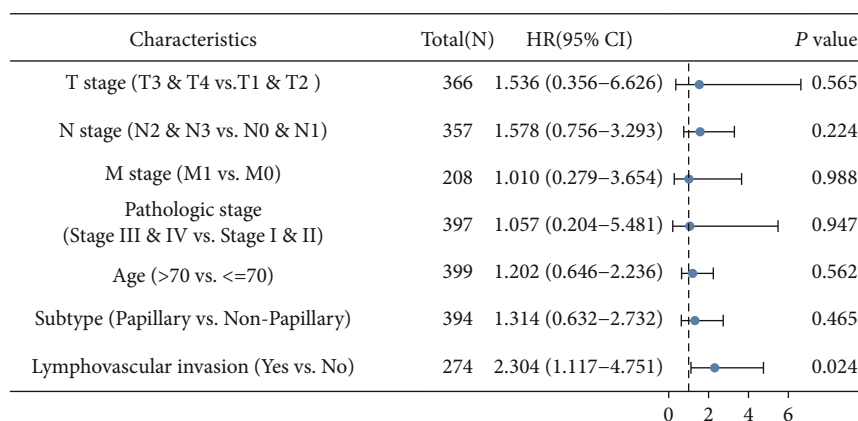 Characteristics Total(N) HR(95% CI) P value
T stage (T3 & T4 vs.T1 & T2 ) 366 1.536 (0.356−6.626) 0.565
N stage (N2 & N3 vs. N0 & N1) 357 1.578 (0.756−3.293) 0.224
M stage (M1 vs. M0) 208 1.010 (0.279−3.654) 0.988
Pathologic stage
(Stage III & IV vs. Stage I & II) 397 1.057 (0.204−5.481) 0.947
Age (>70 vs. <=70) 399 1.202 (0.646−2.236) 0.562
Subtype (Papillary vs. Non-Papillary) 394 1.314 (0.632−2.732) 0.465
Lymphovascular invasion (Yes vs. No) 274 2.304 (1.117−4.751) 0.024
0 2 4 6